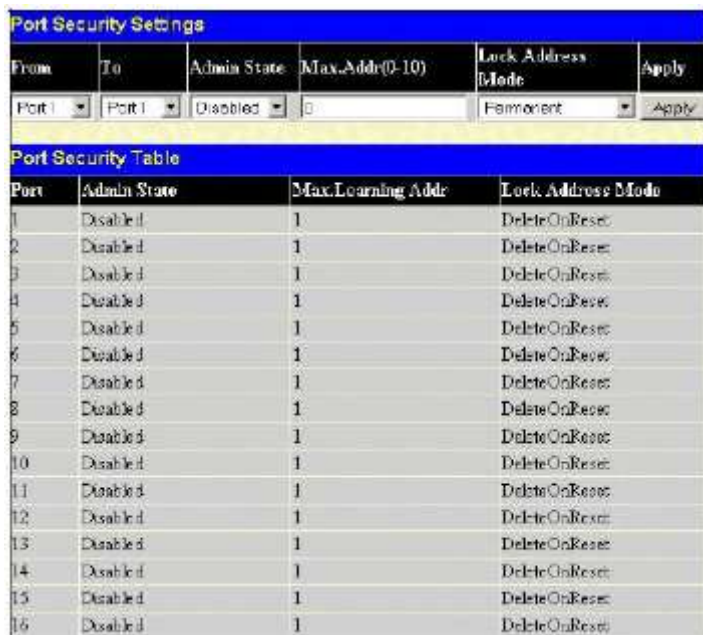 Port Security Settings
From To Admin State Max.Addr(0-10) Lock Address Mode Apply
Port 1 Port 1 Disabled 0 Permanent Apply
Port Security Table
Port Admin State Max.Learning Addr Lock Address Mode
1 Disabled 1 DeleteOnReset
2 Disabled 1 DeleteOnReset
3 Disabled 1 DeleteOnReset
4 Disabled 1 DeleteOnReset
5 Disabled 1 DeleteOnReset
6 Disabled 1 DeleteOnReset
7 Disabled 1 DeleteOnReset
8 Disabled 1 DeleteOnReset
9 Disabled 1 DeleteOnReset
10 Disabled 1 DeleteOnReset
11 Disabled 1 DeleteOnReset
12 Disabled 1 DeleteOnReset
13 Disabled 1 DeleteOnReset
14 Disabled 1 DeleteOnReset
15 Disabled 1 DeleteOnReset
16 Disabled 1 DeleteOnReset